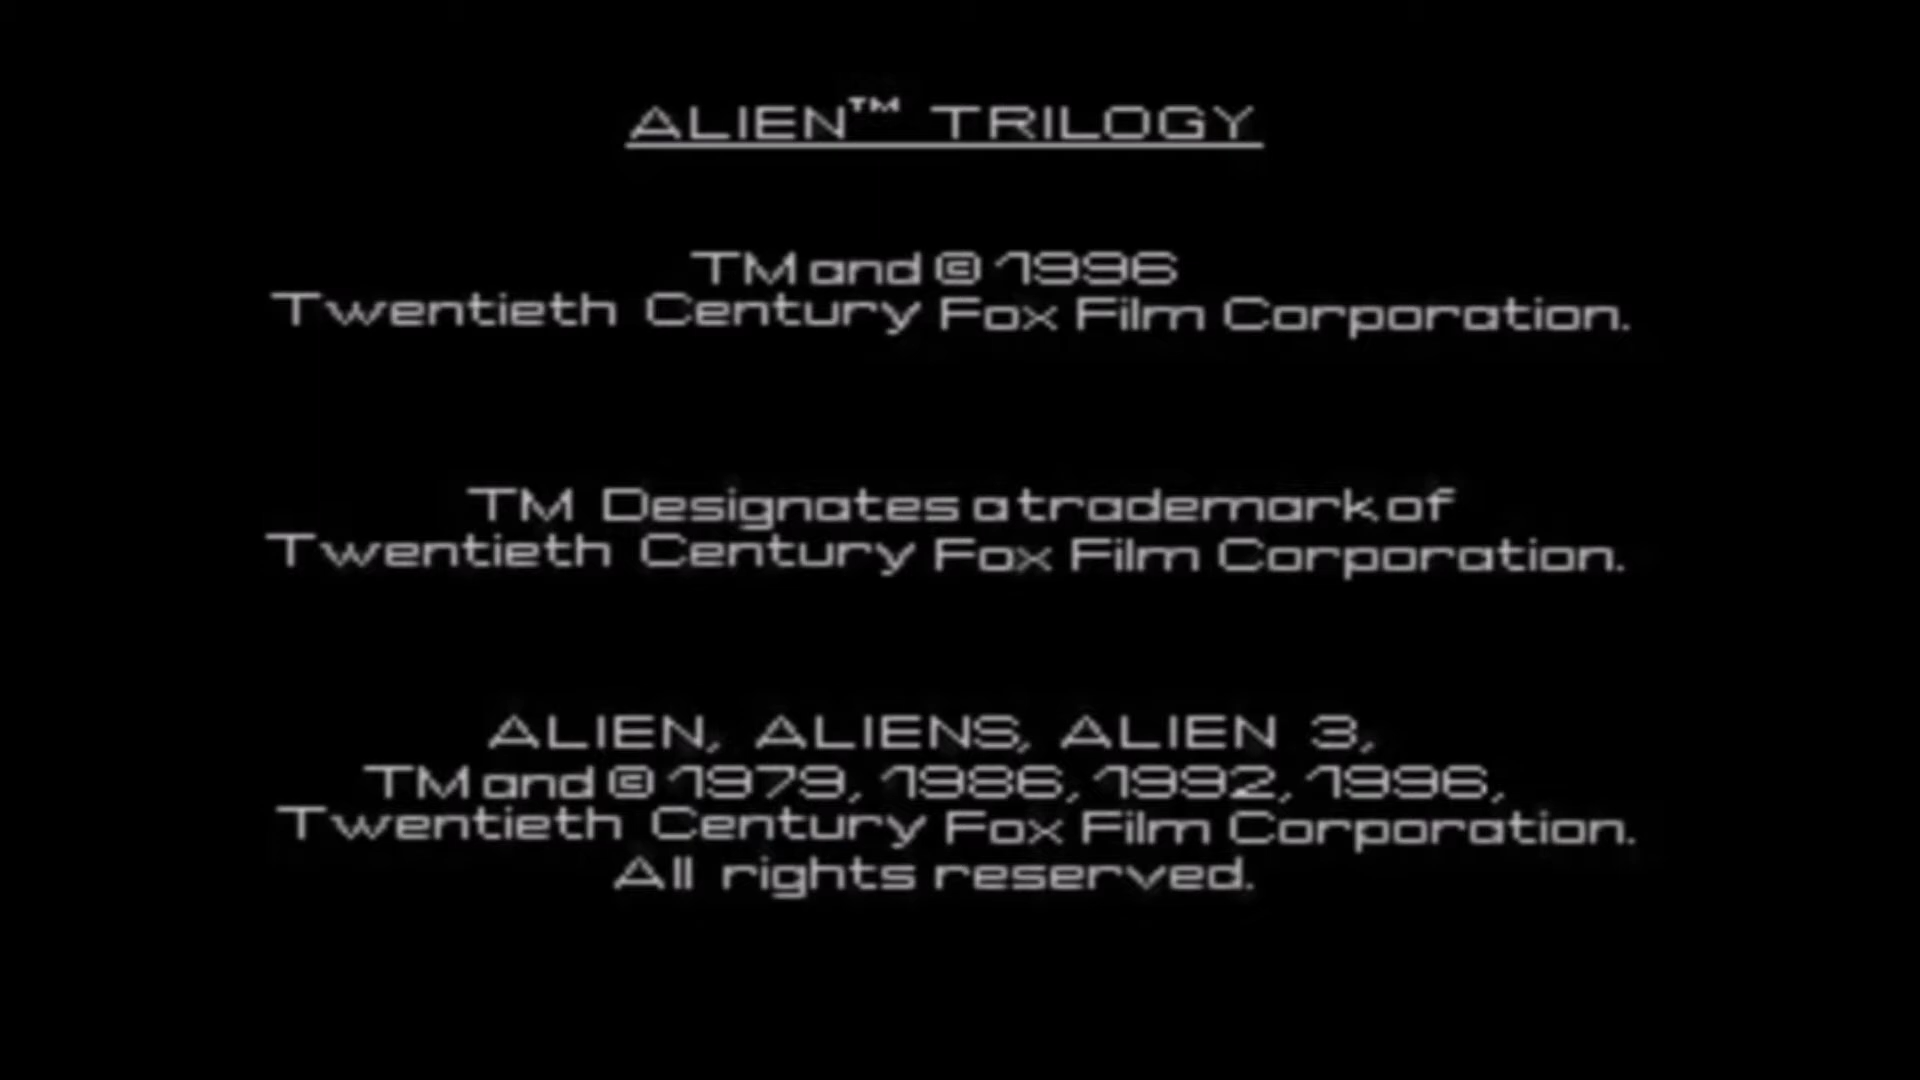 ALIEN™ TRILOGY
TM and © 1996
Twentieth Century Fox Film Corporation.
TM Designates a trademark of
Twentieth Century Fox Film Corporation.
ALIEN, ALIENS, ALIEN 3,
TM and © 1979, 1986, 1992, 1996,
Twentieth Century Fox Film Corporation.
All rights reserved.